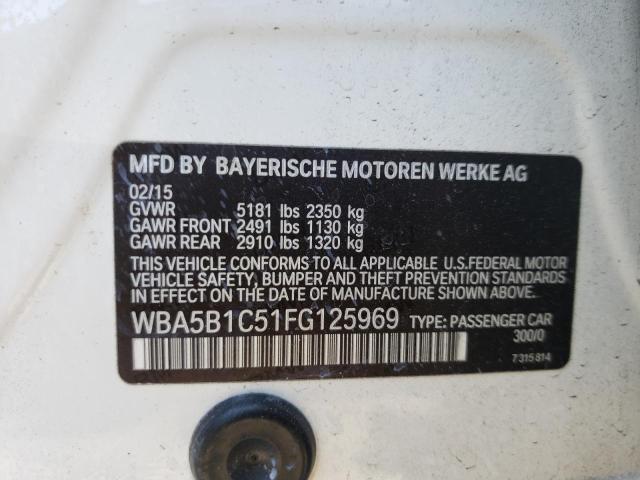 MFD BY BAYERISCHE MOTOREN WERKE AG
02/15
GVWR 5181 lbs 2350 kg
GAWR FRONT 2491 lbs 1130 kg
GAWR REAR 2910 lbs 1320 kg
THIS VEHICLE CONFORMS TO ALL APPLICABLE U.S.FEDERAL MOTOR
VEHICLE SAFETY, BUMPER AND THEFT PREVENTION STANDARDS
IN EFFECT ON THE DATE OF MANUFACTURE SHOWN ABOVE.
WBA5B1C51FG125969 TYPE: PASSENGER CAR
300/0
7315814